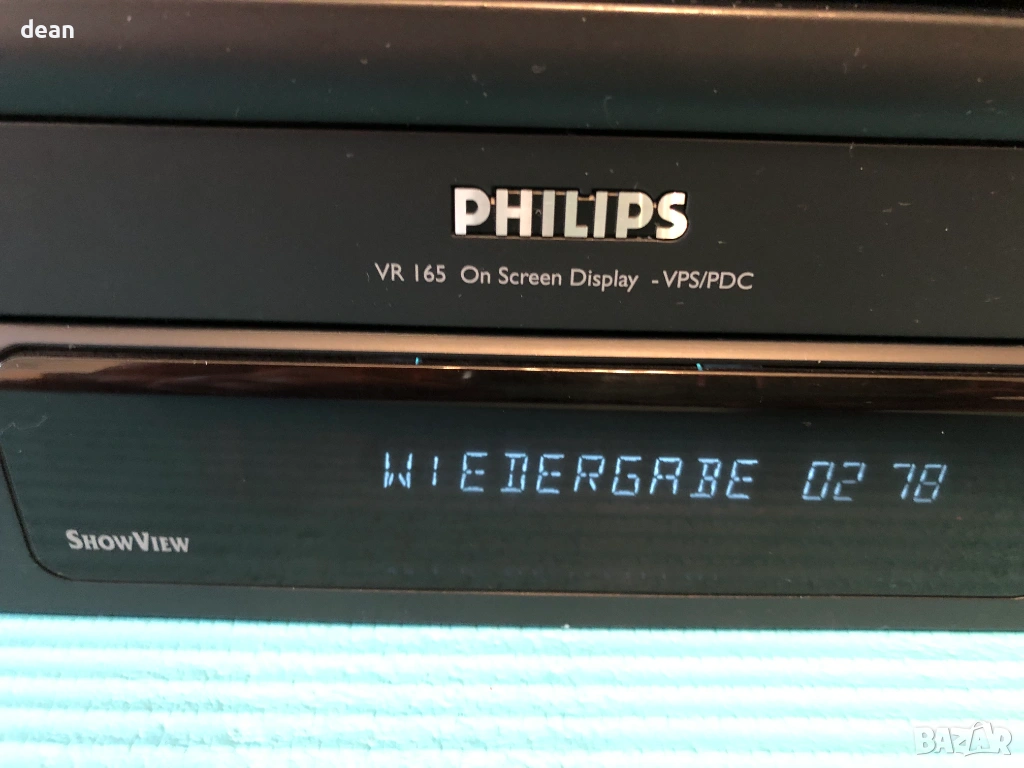 dean
PHILIPS
VR 165 On Screen Display - VPS/PDC
WIEDERGABE 02 78
SHOWVIEW
BAZAR